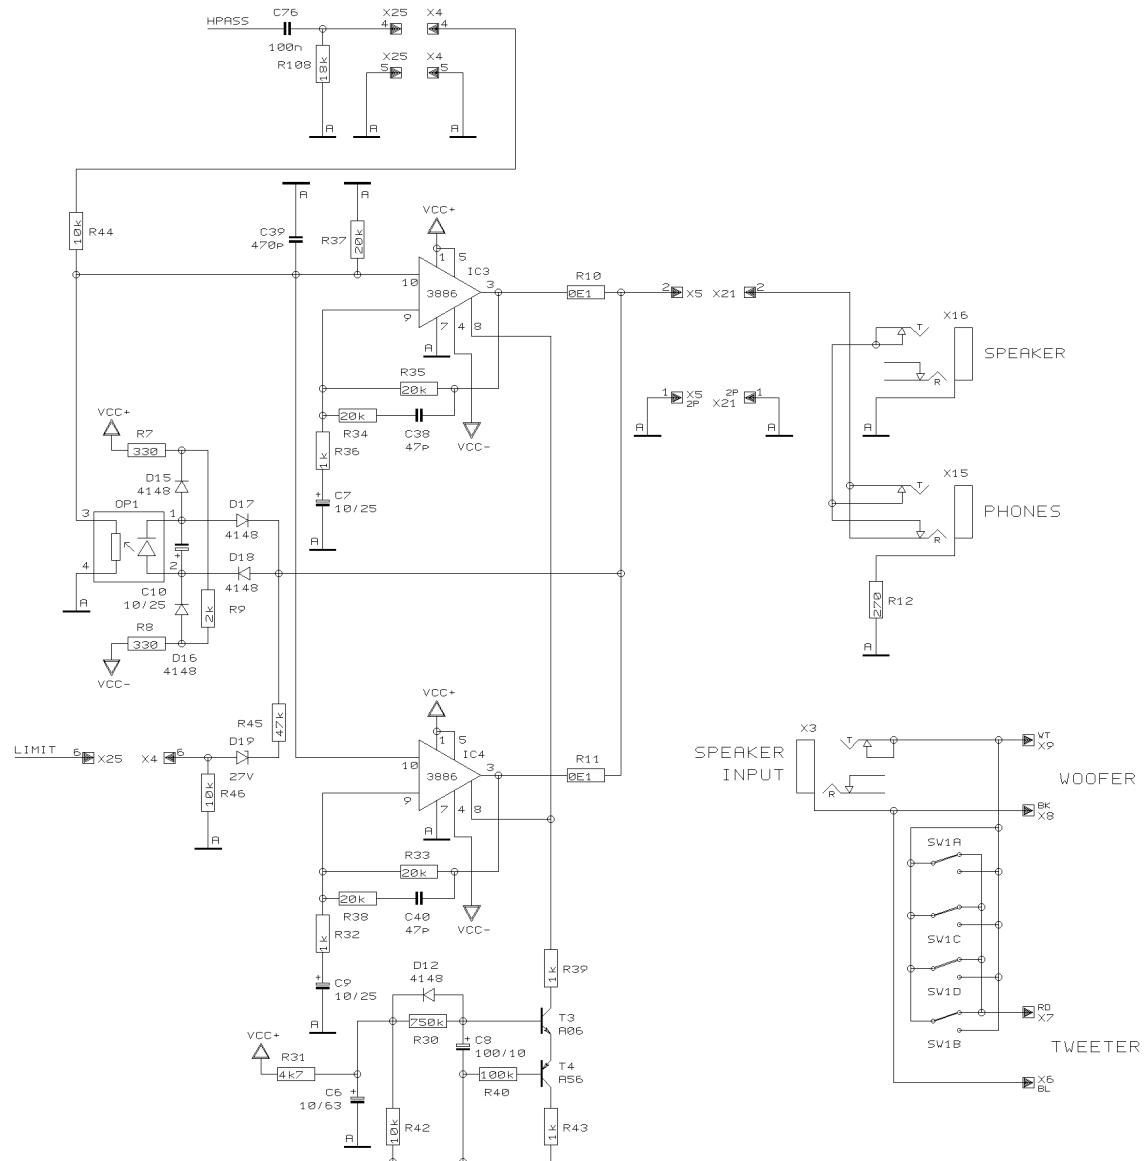 HPASS
C76
100n
R108
18k
X25
4
X4
4
X25
5
X4
5
A
A
A
A
A
10k
R44
C39
470p
R37
20k
VCC+
1
5
IC3
10
3886
3
9
7
4
8
A
R10
0E1
2
X5
X21
2
X16
T
R
SPEAKER
R35
20k
20k
R34
C38
47p
VCC-
1
X5
2P
2P
X21
1
A
A
A
R36
1k
C7
10/25
A
VCC+
R7
330
D15
4148
OP1
3
1
4
2
A
D17
4148
D18
4148
C10
10/25
R9
2k
R8
330
D16
4148
VCC-
X15
T
R
PHONES
R12
270
A
R45
47k
LIMIT
6
X25
X4
6
D19
27V
10k
R46
A
VCC+
1
5
IC4
10
3886
3
9
7
4
8
A
R11
0E1
SPEAKER
INPUT
X3
T
R
WT
X9
WOOFER
BK
X8
SW1A
SW1C
SW1D
SW1B
RD
X7
TWEETER
X6
BL
R33
20k
20k
R38
C40
47p
VCC-
R32
1k
C9
10/25
A
D12
4148
750k
R30
C8
100/10
1k
R39
T3
A06
T4
A56
VCC+
R31
4k7
C6
10/63
A
100k
R40
10k
R42
1k
R43